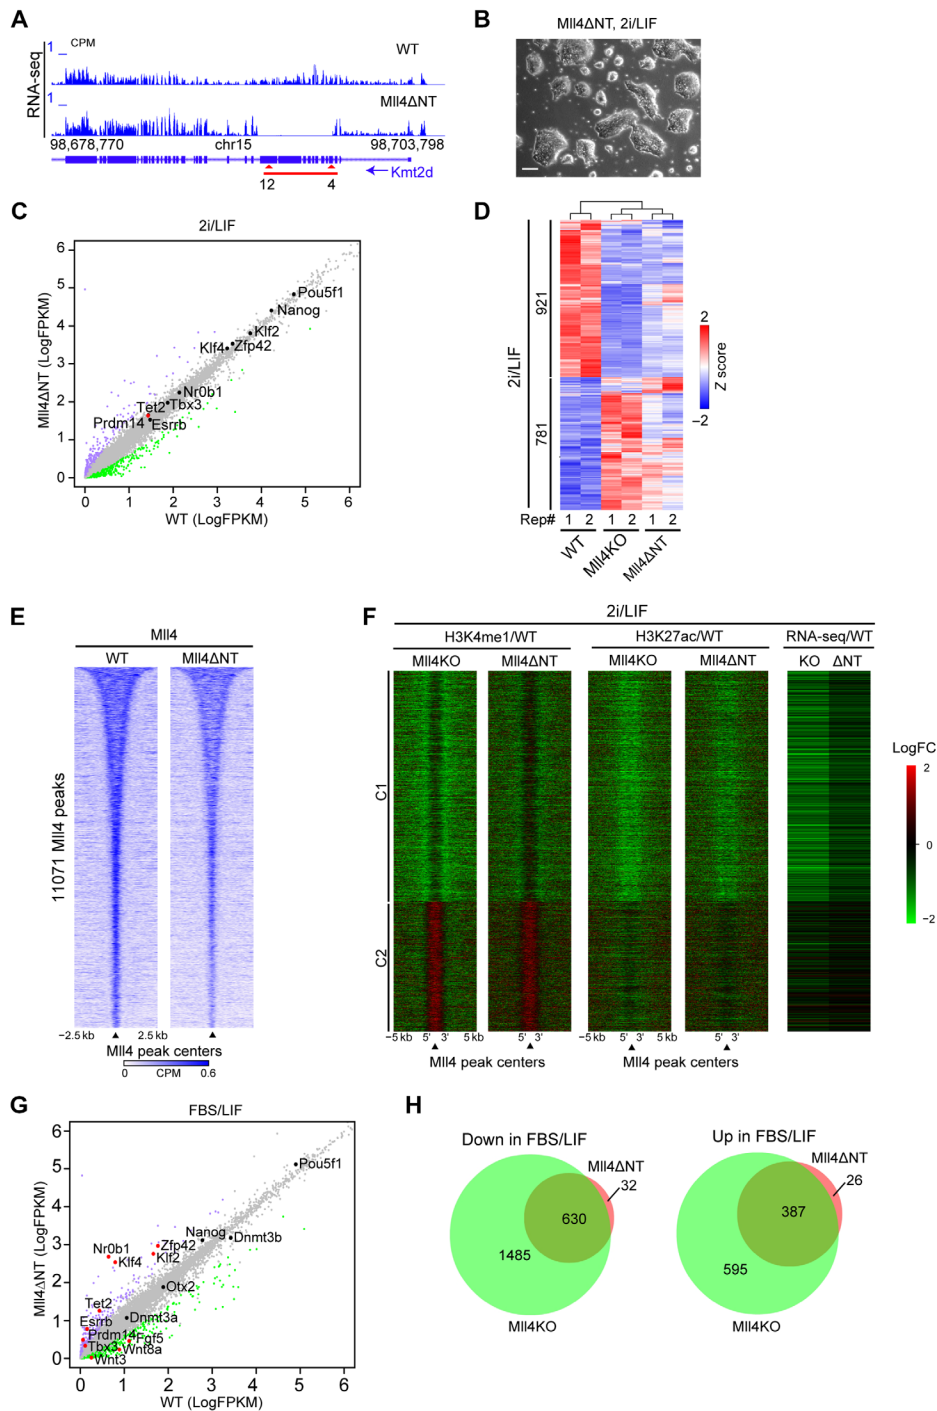 A
RNA-seq
1 CPM
WT
1
Mll4ΔNT
98,678,770 chr15 98,703,798
Kmt2d
12 4
B
Mll4ΔNT, 2i/LIF
C
2i/LIF
Mll4ΔNT (LogFPKM)
6
5
4
3
2
1
0
Pou5f1
Nanog
Klf2
Klf4 Zfp42
Nr0b1
Tet2 Tbx3
Prdm14 Esrrb
0 1 2 3 4 5 6
WT (LogFPKM)
D
2i/LIF
921
781
2
Z score
−2
Rep# 1 2 1 2 1 2
WT Mll4KO Mll4ΔNT
E
Mll4
WT Mll4ΔNT
11071 Mll4 peaks
−2.5 kb 2.5 kb
Mll4 peak centers
0 CPM 0.6
F
2i/LIF
H3K4me1/WT H3K27ac/WT RNA-seq/WT
Mll4KO Mll4ΔNT Mll4KO Mll4ΔNT KO ΔNT
C1
C2
LogFC
2
0
−2
−5 kb 5' 3' 5 kb 5' 3' −5 kb 5' 3' 5 kb 5' 3'
Mll4 peak centers Mll4 peak centers
G
FBS/LIF
Mll4ΔNT (LogFPKM)
6
5
4
3
2
1
0
Pou5f1
Nanog Dnmt3b
Zfp42
Nr0b1 Klf2
Klf4
Otx2
Tet2
Dnmt3a
Esrrb
Prdm14 Fgf5
Tbx3 Wnt8a
Wnt3
0 1 2 3 4 5 6
WT (LogFPKM)
H
Down in FBS/LIF
Mll4ΔNT
32
630
1485
Mll4KO
Up in FBS/LIF
Mll4ΔNT
26
387
595
Mll4KO